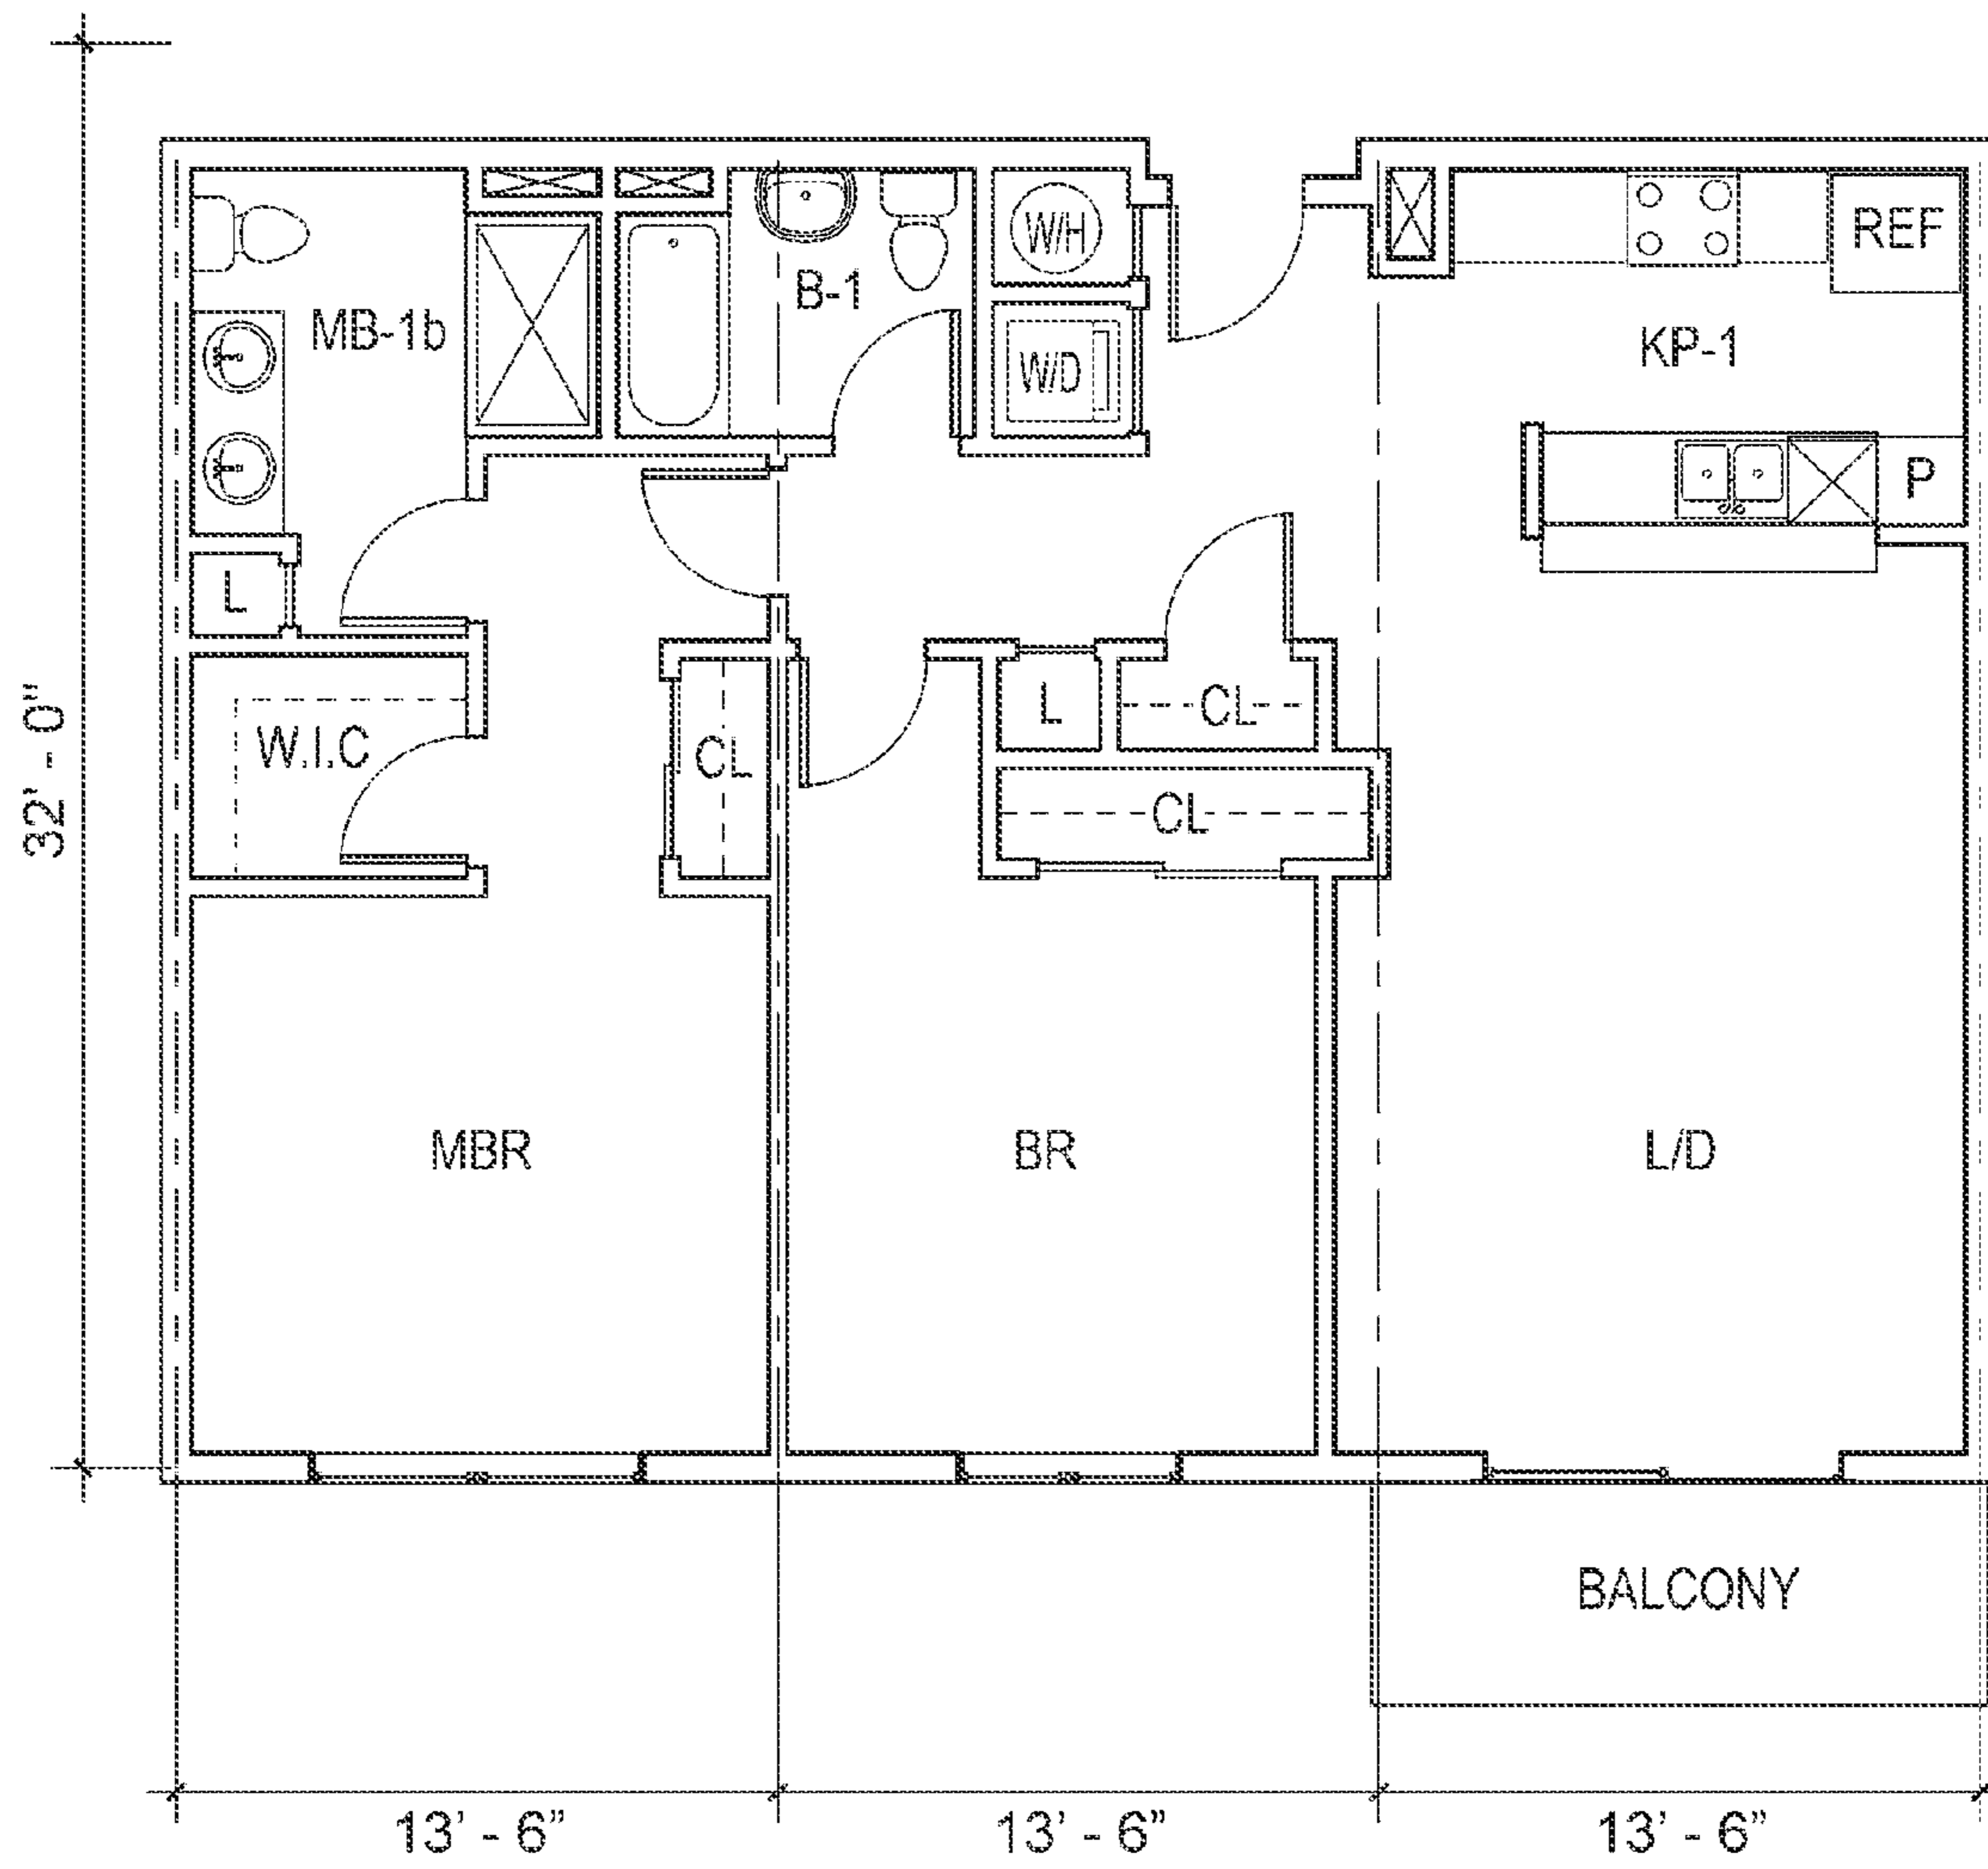 W/H
REF
B-1
MB-1b
KP-1
W/D
P
L
32' - 0"
W.I.C
CL
L
CL
CL
MBR
BR
L/D
BALCONY
13' - 6”
13' - 6”
13' - 6”